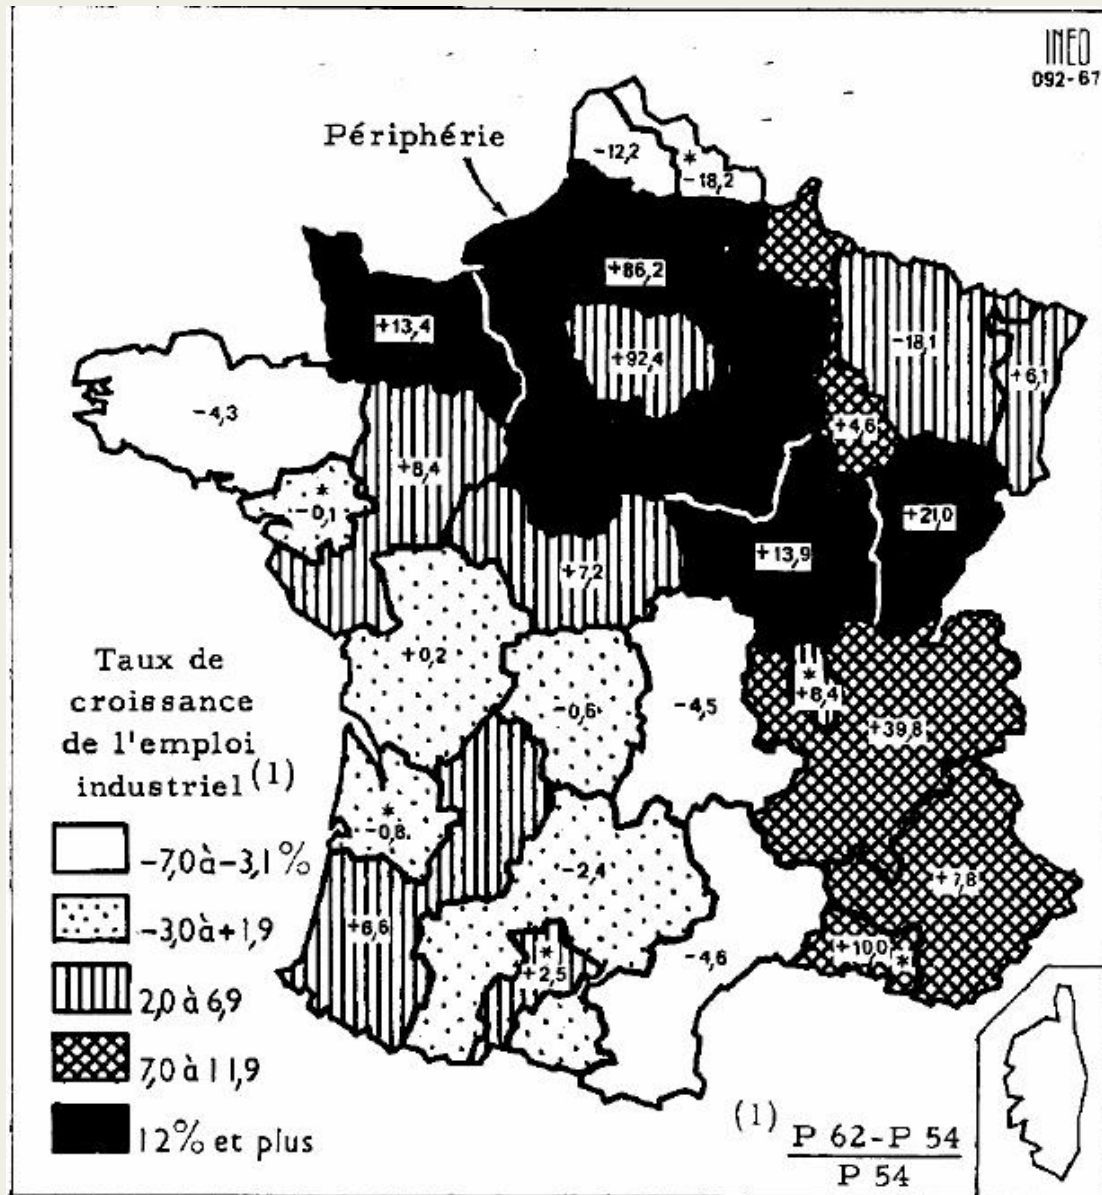 INED
092-67
Périphérie
-12,2
*
-18,2
+86,2
+13,4
+92,4
-18,1
+6,1
-4,3
+4,6
+8,4
*
-0,1
+21,0
+13,9
+7,2
+0,2
-0,6
-4,5
*
+8,4
+39,8
*
-0,8
-2,4
+7,8
+6,6
*
+2,5
-4,6
+10,0 *
Taux de
croissance
de l'emploi
industriel (1)
-7,0 à -3,1%
-3,0 à +1,9
2,0 à 6,9
7,0 à 11,9
12% et plus
(1) P 62-P 54
P 54